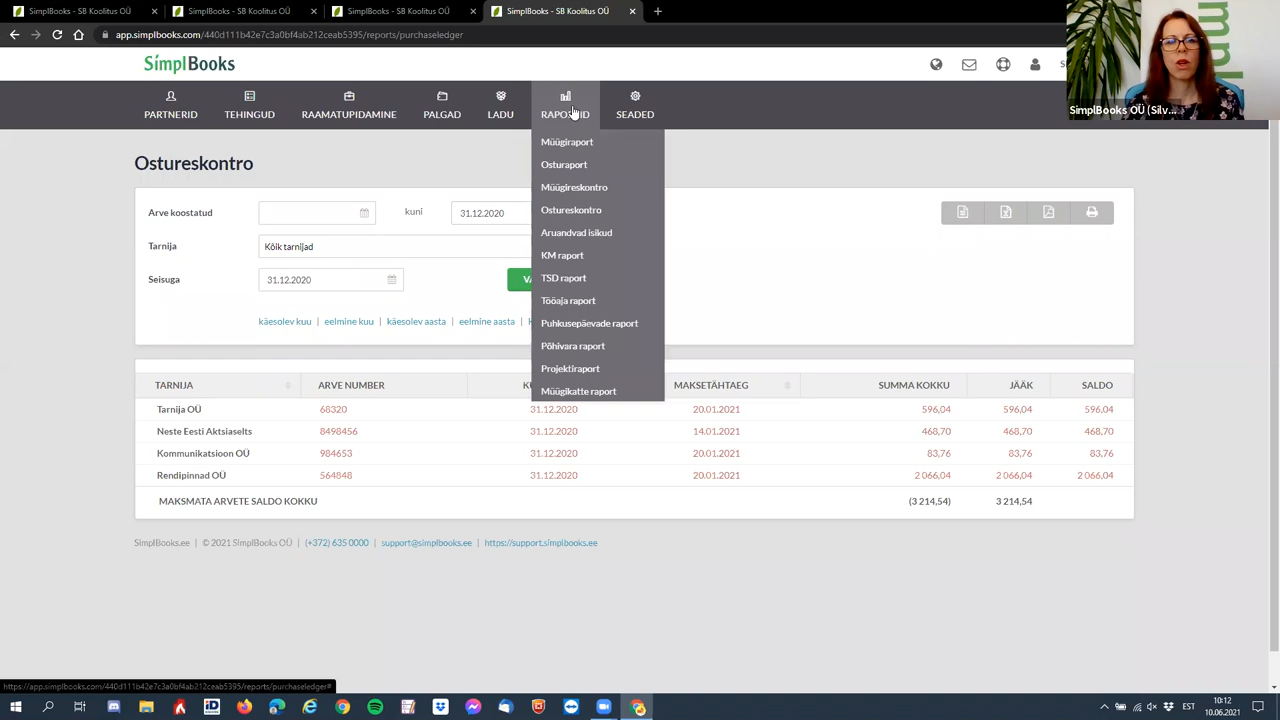 SimplBooks - SB Koolitus OÜ
SimplBooks - SB Koolitus OÜ
SimplBooks - SB Koolitus OÜ
SimplBooks - SB Koolitus OÜ
app.simplbooks.com/440d111b42e7c3a0bf4ab212ceab5395/reports/purchaseledger
SimplBooks
SimplBooks OÜ (Silv...
PARTNERID TEHINGUD RAAMATUPIDAMINE PALGAD LADU SEADED
Müügiraport
Osturaport
Müügireskontro
Ostureskontro
Aruandvad isikud
KM raport
TSD raport
Tööaja raport
Puhkusepäevade raport
Põhivara raport
Projektiraport
Müügikatte raport
Ostureskontro
Arve koostatud kuni 31.12.2020
Tarnija Kõik tarnijad
Seisuga 31.12.2020
käesolev kuu | eelmine kuu | käesolev aasta | eelmine aasta |
TARNIJA ARVE NUMBER MAKSETÄHTAEG SUMMA KOKKU JÄÄK SALDO
Tarnija OÜ 68320 31.12.2020 20.01.2021 596,04 596,04 596,04
Neste Eesti Aktsiaselts 8498456 31.12.2020 14.01.2021 468,70 468,70 468,70
Kommunikatsioon OÜ 984653 31.12.2020 20.01.2021 83,76 83,76 83,76
Rendipinnad OÜ 564848 31.12.2020 20.01.2021 2 066,04 2 066,04 2 066,04
MAKSMATA ARVETE SALDO KOKKU (3 214,54) 3 214,54
SimplBooks.ee | © 2021 SimplBooks OÜ | (+372) 635 0000 | support@simplbooks.ee | https://support.simplbooks.ee
https://app.simplbooks.com/440d111b42e7c3a0bf4ab212ceab5395/reports/purchaseledger#
EST
10:12
10.06.2021